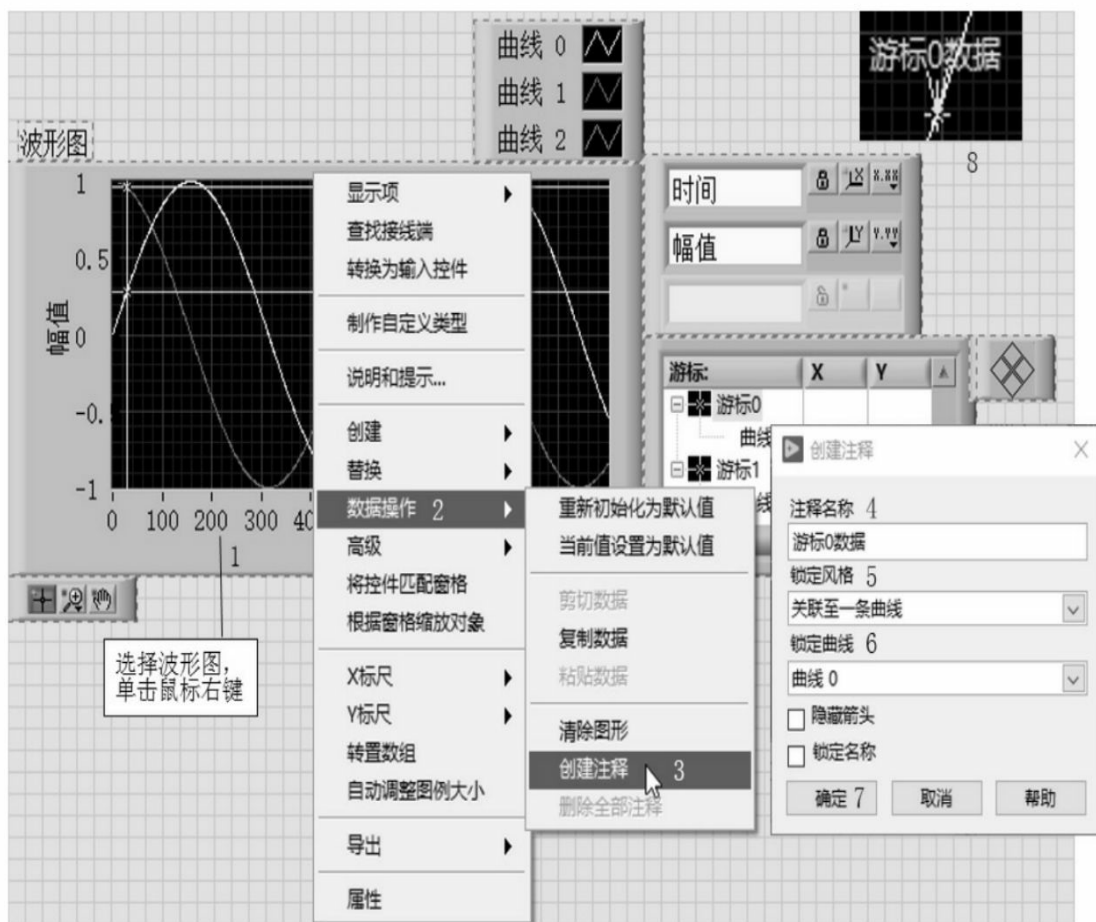 曲线 0
曲线 1
曲线 2
游标0数据
8
波形图
时间
幅值
1
0.5
0
-0.
-1
幅值
0 100 200 300 40
1
选择波形图,
单击鼠标右键
显示项
查找接线端
转换为输入控件
制作自定义类型
说明和提示...
创建
替换
数据操作 2
高级
将控件匹配窗格
根据窗格缩放对象
X标尺
Y标尺
转置数组
自动调整图例大小
导出
属性
重新初始化为默认值
当前值设置为默认值
剪切数据
复制数据
粘贴数据
清除图形
创建注释 3
删除全部注释
游标: X Y
游标0
曲线
游标1
线
创建注释
注释名称 4
游标0数据
锁定风格 5
关联至一条曲线
锁定曲线 6
曲线 0
隐藏箭头
锁定名称
确定 7 取消 帮助